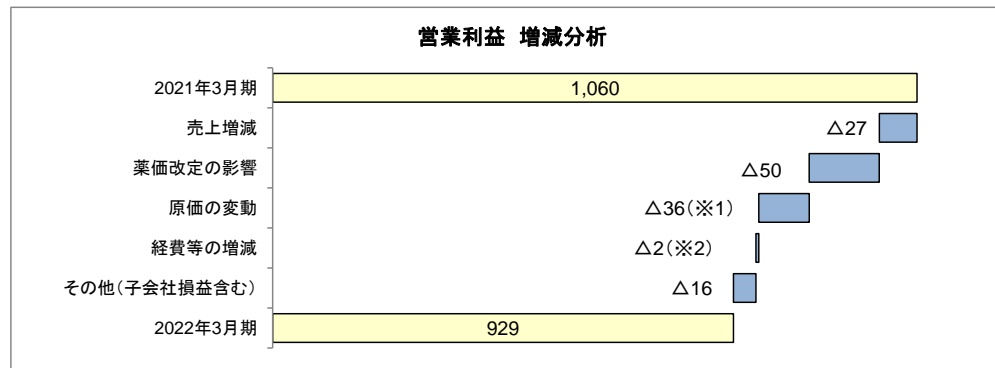 営業利益 増減分析
2021年3月期 1,060
売上増減 △27
薬価改定の影響 △50
原価の変動 △36(※1)
経費等の増減 △2(※2)
その他(子会社損益含む) △16
2022年3月期 929